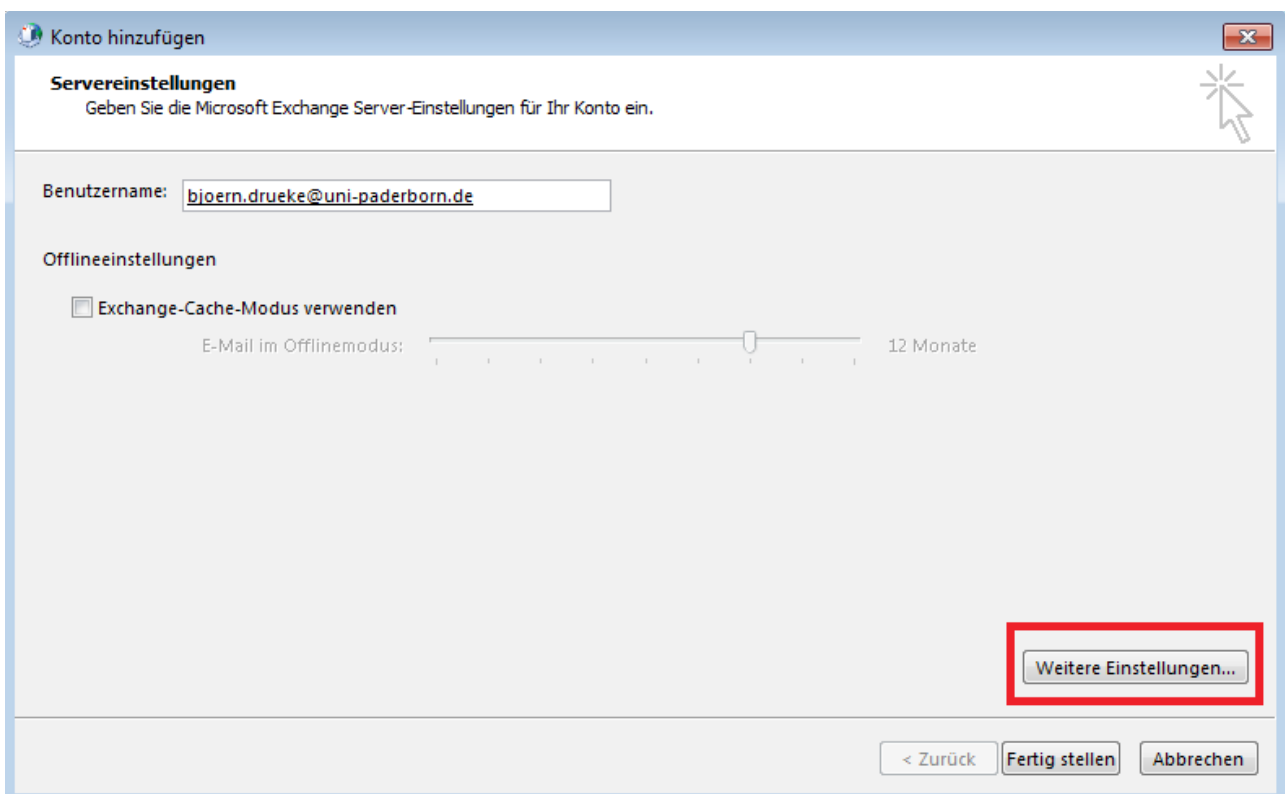 Konto hinzufügen
Servereinstellungen
Geben Sie die Microsoft Exchange Server-Einstellungen für Ihr Konto ein.
Benutzername: bjoern.drueke@uni-paderborn.de
Offlineeinstellungen
Exchange-Cache-Modus verwenden
E-Mail im Offlinemodus: 12 Monate
Weitere Einstellungen...
< Zurück Fertig stellen Abbrechen